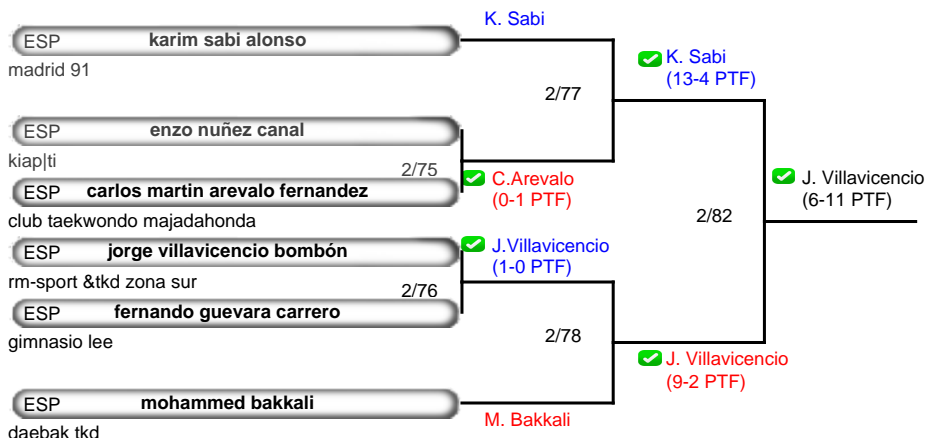 K. Sabi
ESP karim sabi alonso
madrid 91
K. Sabi
(13-4 PTF)
2/77
ESP enzo nuñez canal
kiap|ti
2/75
ESP carlos martin arevalo fernandez
C.Arevalo
(0-1 PTF)
club taekwondo majadahonda
J. Villavicencio
(6-11 PTF)
2/82
ESP jorge villavicencio bombón
J.Villavicencio
(1-0 PTF)
rm-sport &tkd zona sur
2/76
ESP fernando guevara carrero
gimnasio lee
2/78
J. Villavicencio
(9-2 PTF)
ESP mohammed bakkali
M. Bakkali
daebak tkd